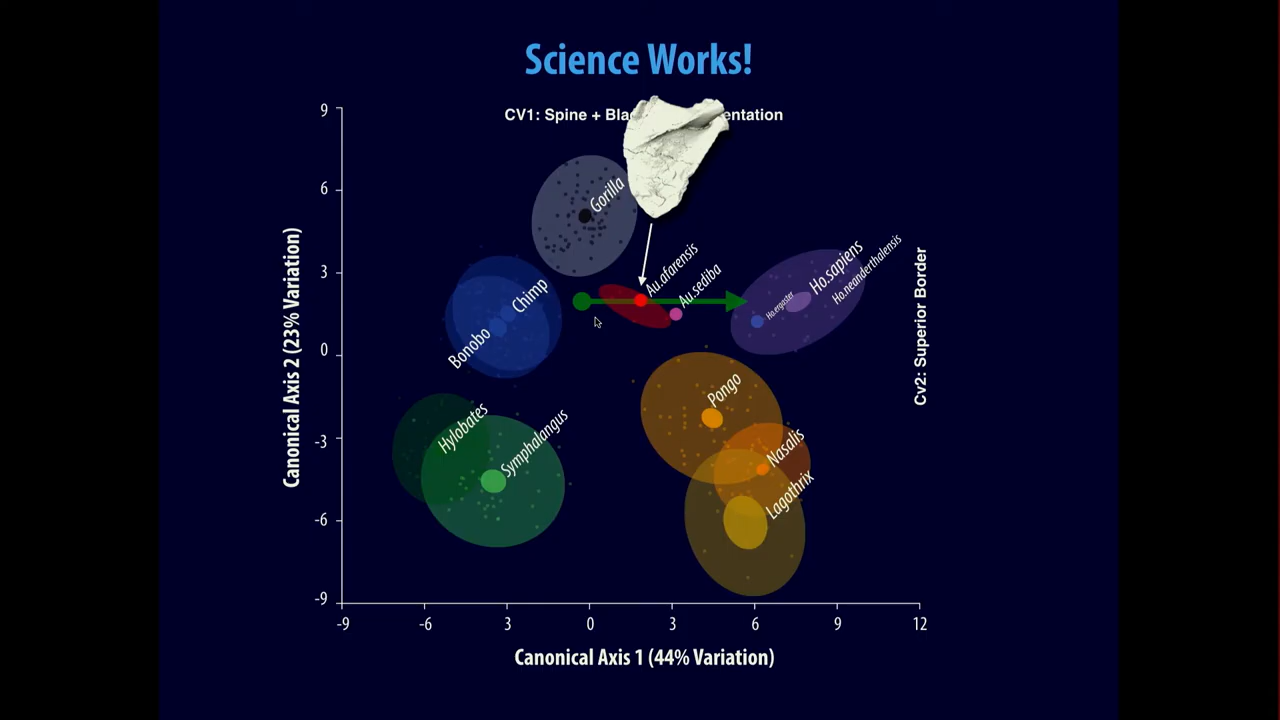 Science Works!
CV1: Spine + Bla entation
9
6
3
0
-3
-6
-9
Canonical Axis 2 (23% Variation)
Gorilla
Chimp
Bonobo
Hylobates
Symphalangus
Au.afarensis
Au.sediba
Ho.ergaster
Ho.sapiens
Ho.neanderthalensis
Pongo
Nasalis
Lagothrix
Cv2: Superior Border
-9 -6 3 0 3 6 9 12
Canonical Axis 1 (44% Variation)